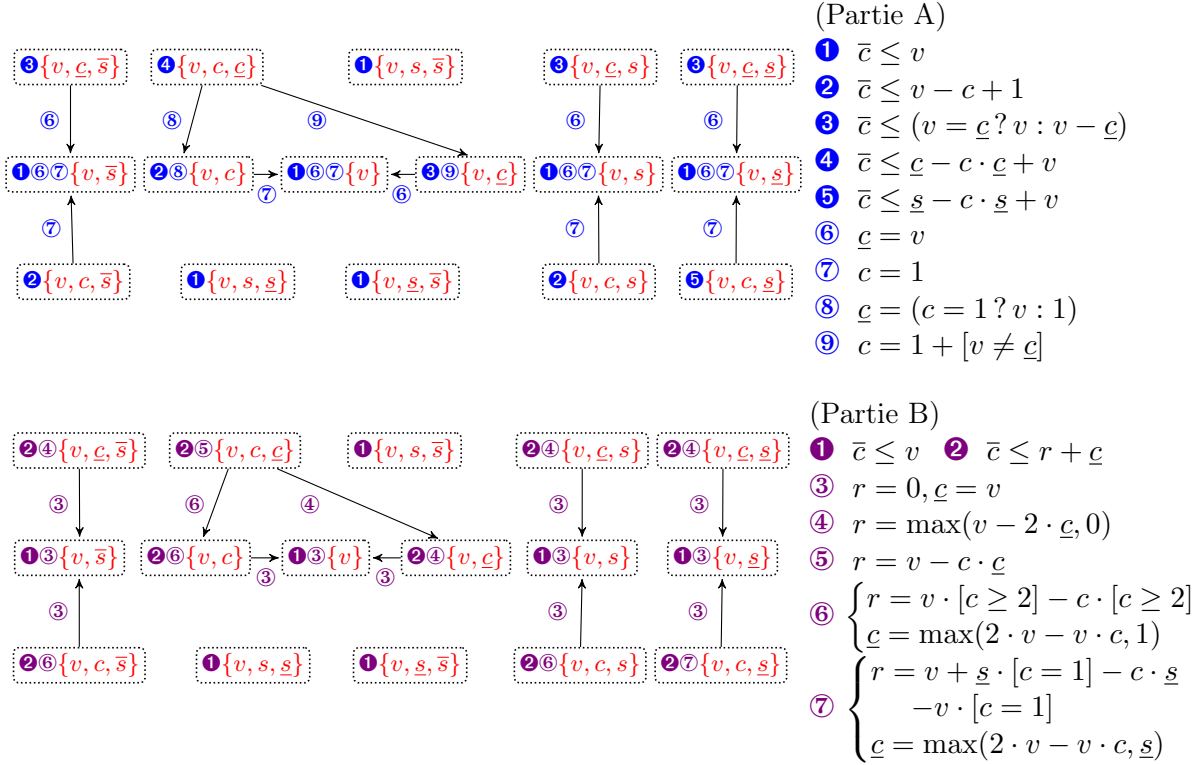 (Partie A)
❸{v, c̲, s̅} ❹{v, c, c̲} ❶{v, s, s̅} ❸{v, c̲, s} ❸{v, c̲, s̲}
⑥ ⑧ ⑨ ⑥ ⑥
❶⑥⑦{v, s̅} ❷⑧{v, c} ❶⑥⑦{v} ❸⑨{v, c̲} ❶⑥⑦{v, s} ❶⑥⑦{v, s̲}
⑦ ⑥
⑦ ⑦ ⑦
❷{v, c, s̅} ❶{v, s, s̲} ❶{v, s̲, s̅} ❷{v, c, s} ❺{v, c, s̲}
❶ c̅ ≤ v
❷ c̅ ≤ v − c + 1
❸ c̅ ≤ (v = c̲ ? v : v − c̲)
❹ c̅ ≤ c̲ − c · c̲ + v
❺ c̅ ≤ s̲ − c · s̲ + v
⑥ c̲ = v
⑦ c = 1
⑧ c̲ = (c = 1 ? v : 1)
⑨ c = 1 + [v ≠ c̲]
(Partie B)
❷④{v, c̲, s̅} ❷⑤{v, c, c̲} ❶{v, s, s̅} ❷④{v, c̲, s} ❷④{v, c̲, s̲}
③ ⑥ ④ ③ ③
❶③{v, s̅} ❷⑥{v, c} ❶③{v} ❷④{v, c̲} ❶③{v, s} ❶③{v, s̲}
③ ③
③ ③ ③
❷⑥{v, c, s̅} ❶{v, s, s̲} ❶{v, s̲, s̅} ❷⑥{v, c, s} ❷⑦{v, c, s̲}
❶ c̅ ≤ v ❷ c̅ ≤ r + c̲
③ r = 0, c̲ = v
④ r = max(v − 2 · c̲, 0)
⑤ r = v − c · c̲
⑥ { r = v · [c ≥ 2] − c · [c ≥ 2]
c̲ = max(2 · v − v · c, 1)
⑦ { r = v + s̲ · [c = 1] − c · s̲
−v · [c = 1]
c̲ = max(2 · v − v · c, s̲)